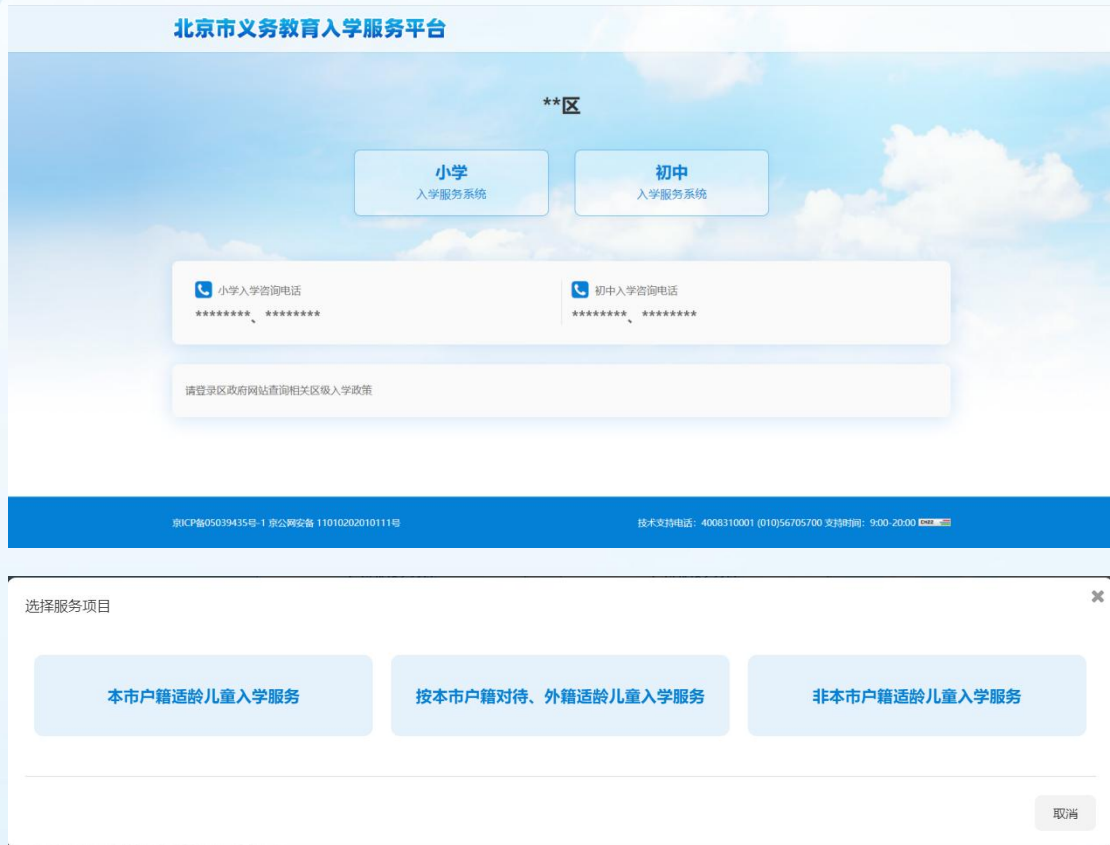 北京市义务教育入学服务平台
**区
小学
入学服务系统
初中
入学服务系统
小学入学咨询电话
********、********
初中入学咨询电话
********、********
请登录区政府网站查询相关区级入学政策
京ICP备05039435号-1 京公网安备 11010202010111号
技术支持电话：4008310001 (010)56705700 支持时间：9:00-20:00
选择服务项目
本市户籍适龄儿童入学服务
按本市户籍对待、外籍适龄儿童入学服务
非本市户籍适龄儿童入学服务
取消